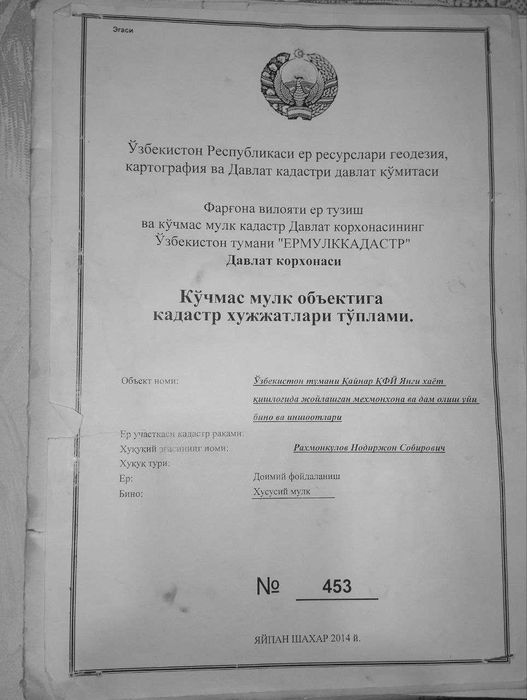 Эгаси
Ўзбекистон Республикаси ер ресурслари геодезия,
картография ва Давлат кадастри давлат қўмитаси
Фарғона вилояти ер тузиш
ва кўчмас мулк кадастр Давлат корхонасининг
Ўзбекистон тумани "ЕРМУЛККАДАСТР"
Давлат корхонаси
Кўчмас мулк объектига
кадастр хужжатлари тўплами.
Объект номи: Ўзбекистон тумани Қайнар ҚФЙ Янги хаёт
қишлоғида жойлашган мехмонхона ва дам олиш уйи
бино ва иншоотлари
Ер участкаси кадастр рақами:
Хуқуқий эгасининг номи: Рахмонкулов Нодиржон Собирович
Хуқуқ тури:
Ер: Доимий фойдаланиш
Бино: Хусусий мулк
№ 453
ЯЙПАН ШАХАР 2014 й.